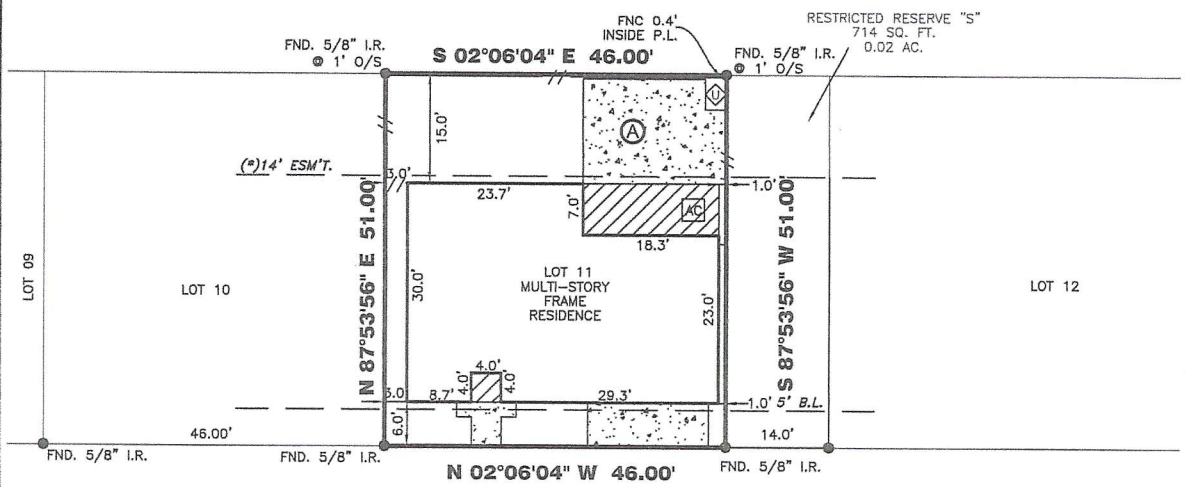 RESTRICTED RESERVE "S"
714 SQ. FT.
0.02 AC.
FNC 0.4'
INSIDE P.L.
FND. 5/8" I.R.
@ 1' O/S
S 02°06'04" E 46.00'
FND. 5/8" I.R.
@ 1' O/S
U
A
15.0'
(*)14' ESM'T.
3.0'
23.7'
7.0'
AC
1.0'
18.3'
N 87°53'56" E 51.00'
S 87°53'56" W 51.00'
LOT 09
LOT 10
30.0'
LOT 11
MULTI-STORY
FRAME
RESIDENCE
23.0'
LOT 12
4.0'
4.0'
4.0'
3.0
8.7'
29.3'
1.0'
5' B.L.
6.0'
46.00'
14.0'
FND. 5/8" I.R.
FND. 5/8" I.R.
N 02°06'04" W 46.00'
FND. 5/8" I.R.